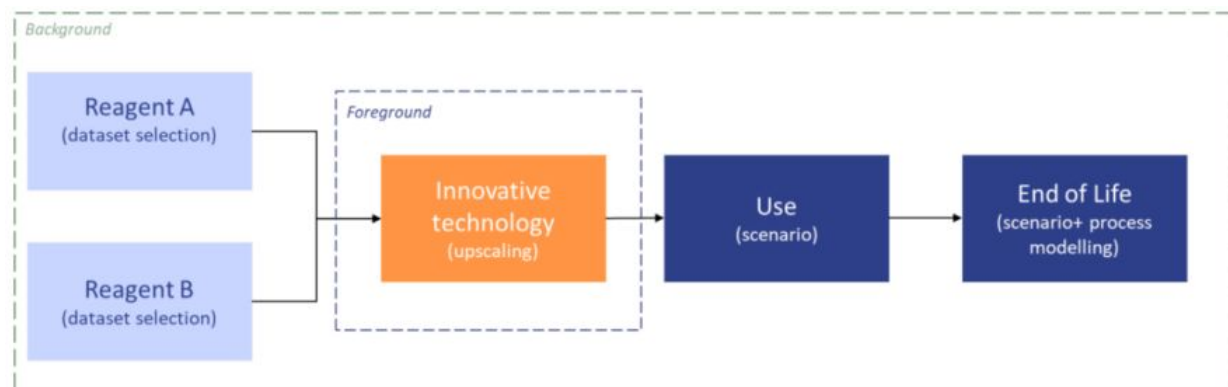 Background
Reagent A
(dataset selection)
Foreground
Innovative
technology
(upscaling)
Use
(scenario)
End of Life
(scenario+ process
modelling)
Reagent B
(dataset selection)